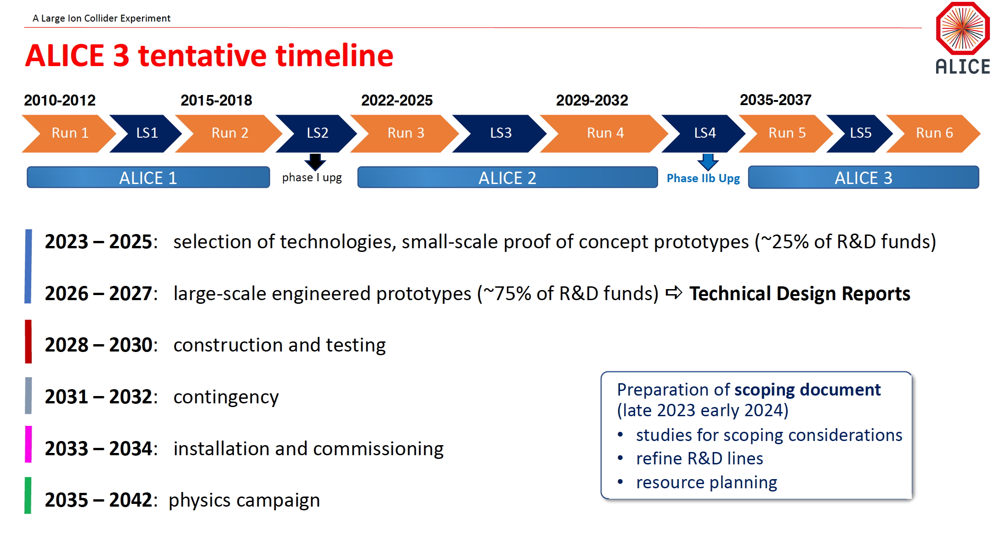 A Large Ion Collider Experiment
ALICE
ALICE 3 tentative timeline
2010-2012 2015-2018 2022-2025 2029-2032 2035-2037
Run 1 LS1 Run 2 LS2 Run 3 LS3 Run 4 LS4 Run 5 LS5 Run 6
ALICE 1 phase I upg ALICE 2 Phase IIb Upg ALICE 3
2023 – 2025: selection of technologies, small-scale proof of concept prototypes (~25% of R&D funds)
2026 – 2027: large-scale engineered prototypes (~75% of R&D funds) ⇨ Technical Design Reports
2028 – 2030: construction and testing
2031 – 2032: contingency
2033 – 2034: installation and commissioning
2035 – 2042: physics campaign
Preparation of scoping document
(late 2023 early 2024)
• studies for scoping considerations
• refine R&D lines
• resource planning